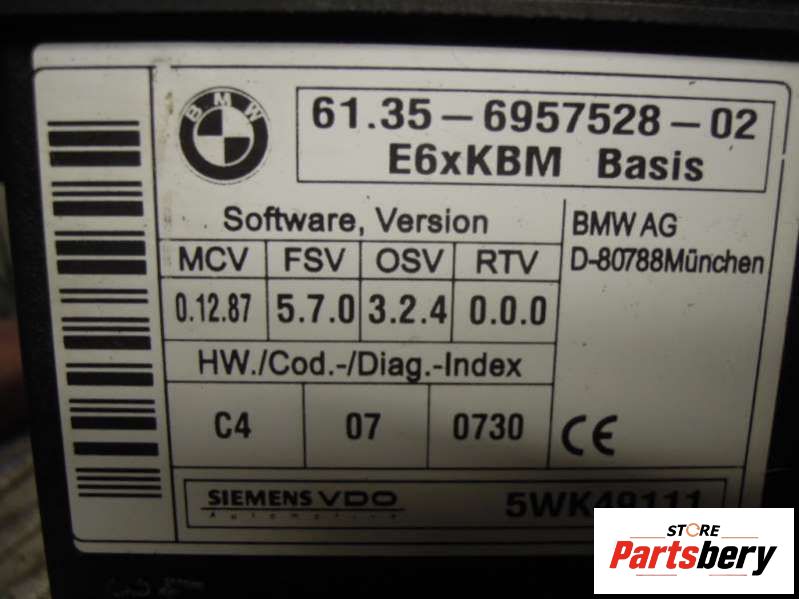 BMW
61.35-6957528-02
E6xKBM Basis
Software, Version
MCV FSV OSV RTV
0.12.87 5.7.0 3.2.4 0.0.0
HW./Cod.-/Diag.-Index
C4 07 0730
BMW AG
D-80788München
CE
SIEMENS VDO
Automotive
5WK49111
STORE
Partsbery